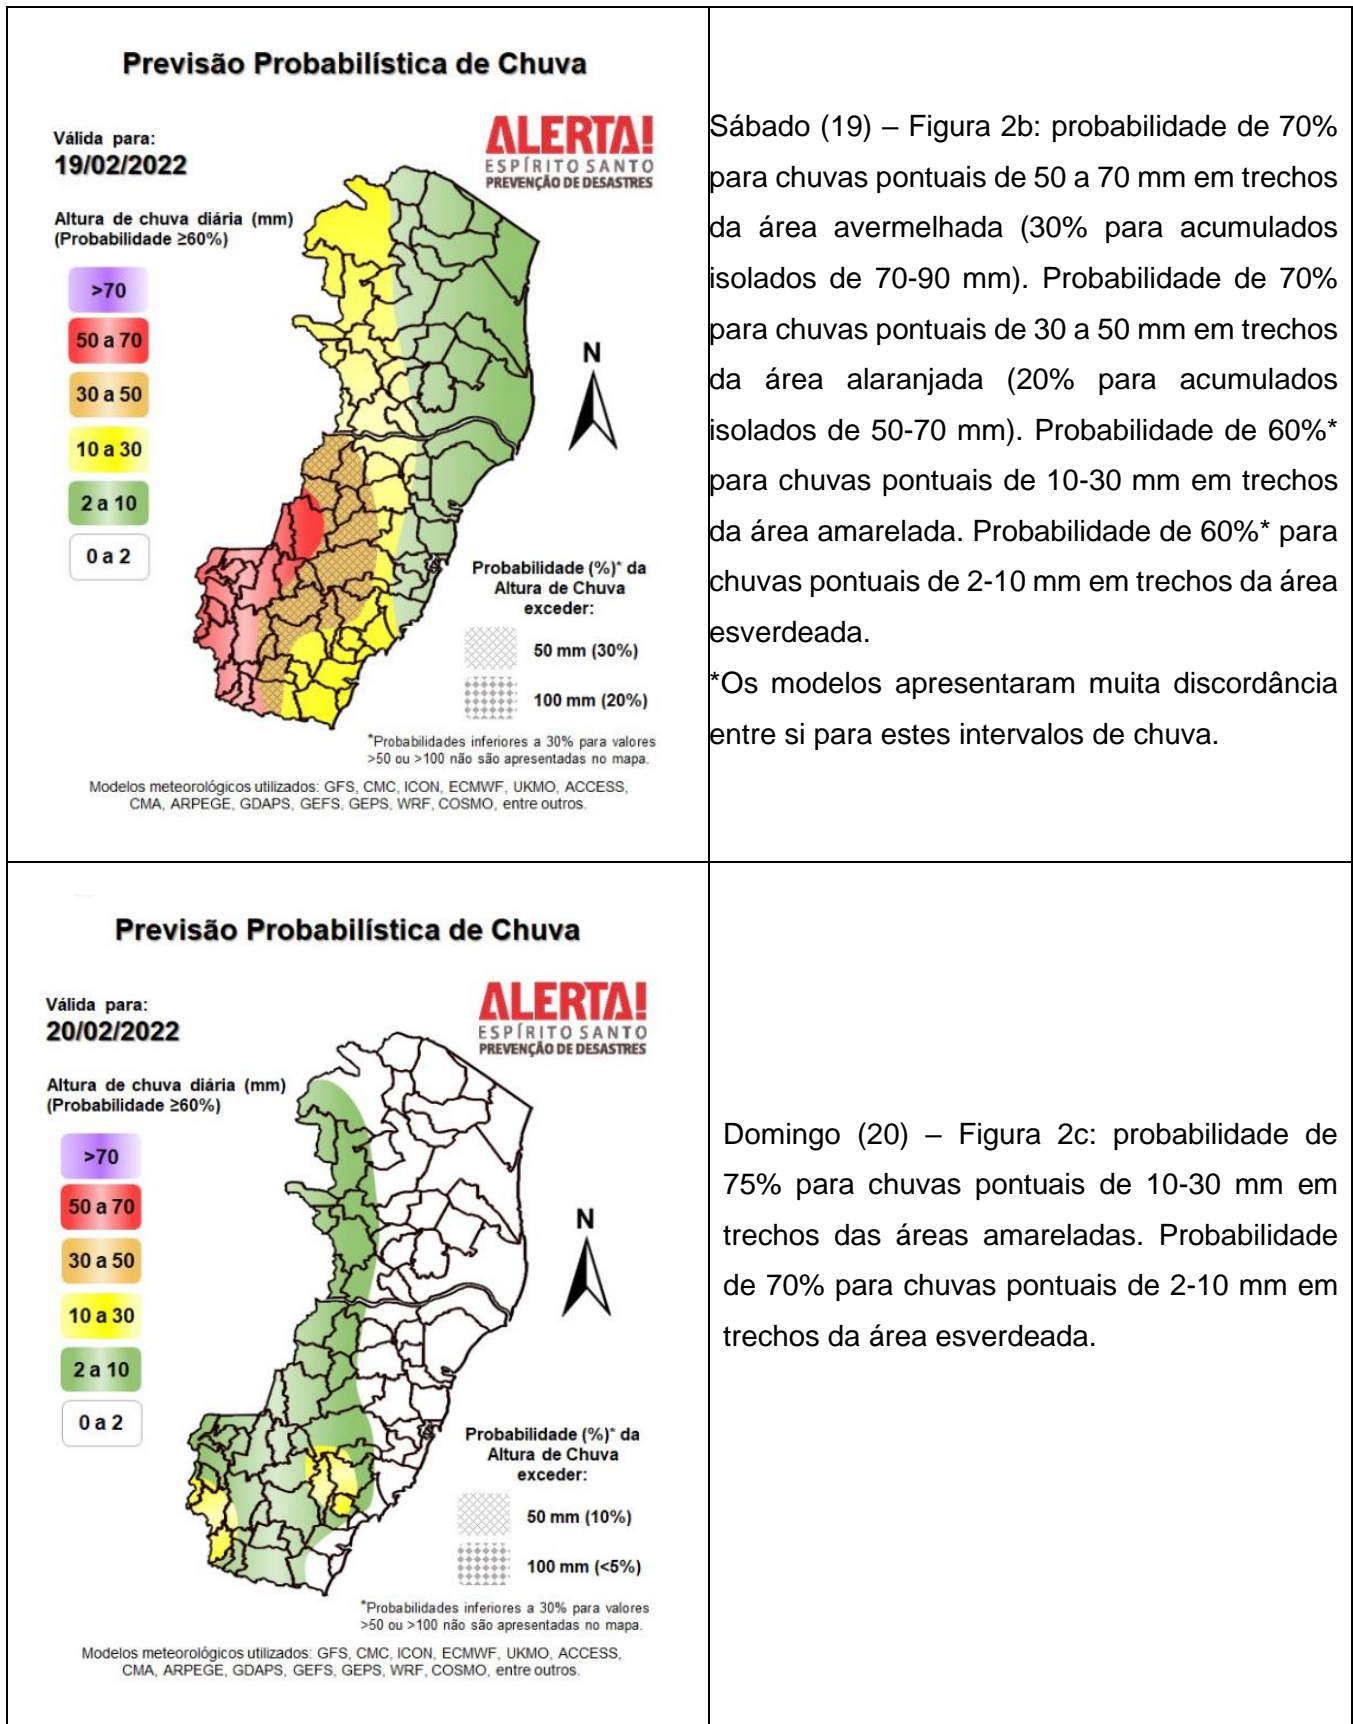 Previsão Probabilística de Chuva
Válida para:
19/02/2022
ALERTA!
ESPÍRITO SANTO
PREVENÇÃO DE DESASTRES
Altura de chuva diária (mm)
(Probabilidade ≥60%)
>70
50 a 70
30 a 50
10 a 30
2 a 10
0 a 2
N
Probabilidade (%)* da
Altura de Chuva
exceder:
50 mm (30%)
100 mm (20%)
*Probabilidades inferiores a 30% para valores
>50 ou >100 não são apresentadas no mapa.
Modelos meteorológicos utilizados: GFS, CMC, ICON, ECMWF, UKMO, ACCESS,
CMA, ARPEGE, GDAPS, GEFS, GEPS, WRF, COSMO, entre outros.
Sábado (19) – Figura 2b: probabilidade de 70%
para chuvas pontuais de 50 a 70 mm em trechos
da área avermelhada (30% para acumulados
isolados de 70-90 mm). Probabilidade de 70%
para chuvas pontuais de 30 a 50 mm em trechos
da área alaranjada (20% para acumulados
isolados de 50-70 mm). Probabilidade de 60%*
para chuvas pontuais de 10-30 mm em trechos
da área amarelada. Probabilidade de 60%* para
chuvas pontuais de 2-10 mm em trechos da área
esverdeada.
*Os modelos apresentaram muita discordância
entre si para estes intervalos de chuva.
Previsão Probabilística de Chuva
Válida para:
20/02/2022
ALERTA!
ESPÍRITO SANTO
PREVENÇÃO DE DESASTRES
Altura de chuva diária (mm)
(Probabilidade ≥60%)
>70
50 a 70
30 a 50
10 a 30
2 a 10
0 a 2
N
Probabilidade (%)* da
Altura de Chuva
exceder:
50 mm (10%)
100 mm (<5%)
*Probabilidades inferiores a 30% para valores
>50 ou >100 não são apresentadas no mapa.
Modelos meteorológicos utilizados: GFS, CMC, ICON, ECMWF, UKMO, ACCESS,
CMA, ARPEGE, GDAPS, GEFS, GEPS, WRF, COSMO, entre outros.
Domingo (20) – Figura 2c: probabilidade de
75% para chuvas pontuais de 10-30 mm em
trechos das áreas amareladas. Probabilidade
de 70% para chuvas pontuais de 2-10 mm em
trechos da área esverdeada.